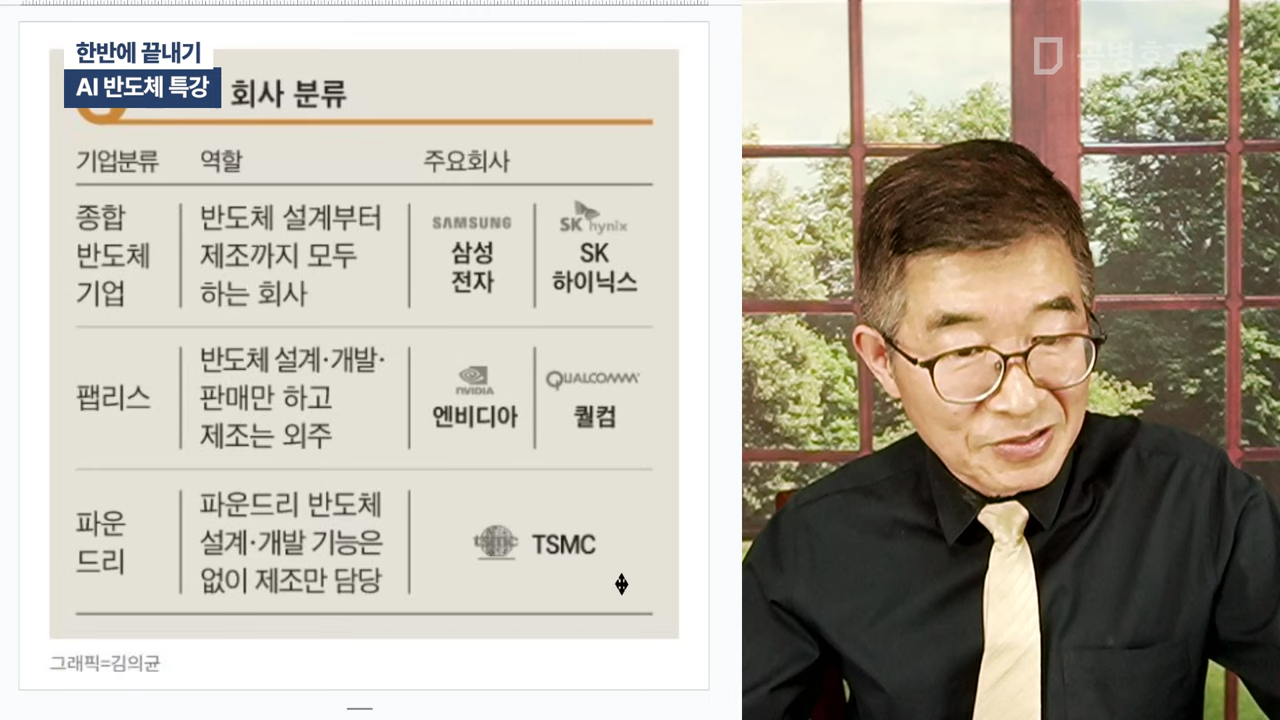 한반에 끝내기
AI 반도체 특강
회사 분류
기업분류 역할 주요회사
종합
반도체
기업
반도체 설계부터
제조까지 모두
하는 회사
SAMSUNG
삼성
전자
SK hynix
SK
하이닉스
팹리스
반도체 설계·개발·
판매만 하고
제조는 외주
NVIDIA
엔비디아
QUALCOMM
퀄컴
파운
드리
파운드리 반도체
설계·개발 기능은
없이 제조만 담당
tsmc
TSMC
그래픽=김의균